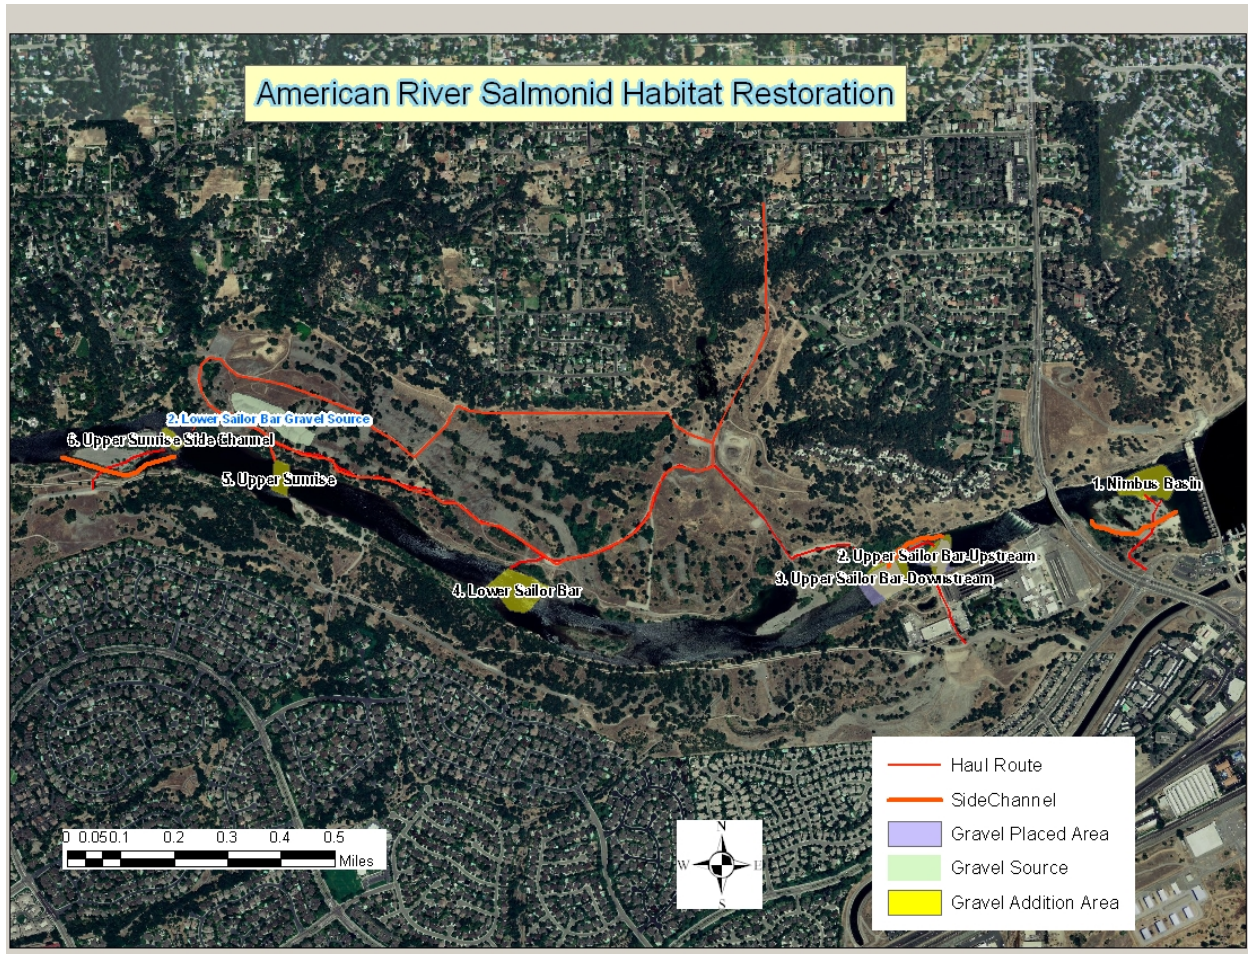 American River Salmonid Habitat Restoration
2. Lower Sailor Bar Gravel Source
6. Upper Sunrise Side Channel
5. Upper Sunrise
1. Nimbus Basin
2. Upper Sailor Bar-Upstream
3. Upper Sailor Bar-Downstream
4. Lower Sailor Bar
Haul Route
SideChannel
Gravel Placed Area
Gravel Source
Gravel Addition Area
0 0.05 0.1 0.2 0.3 0.4 0.5
Miles
N
W E
S